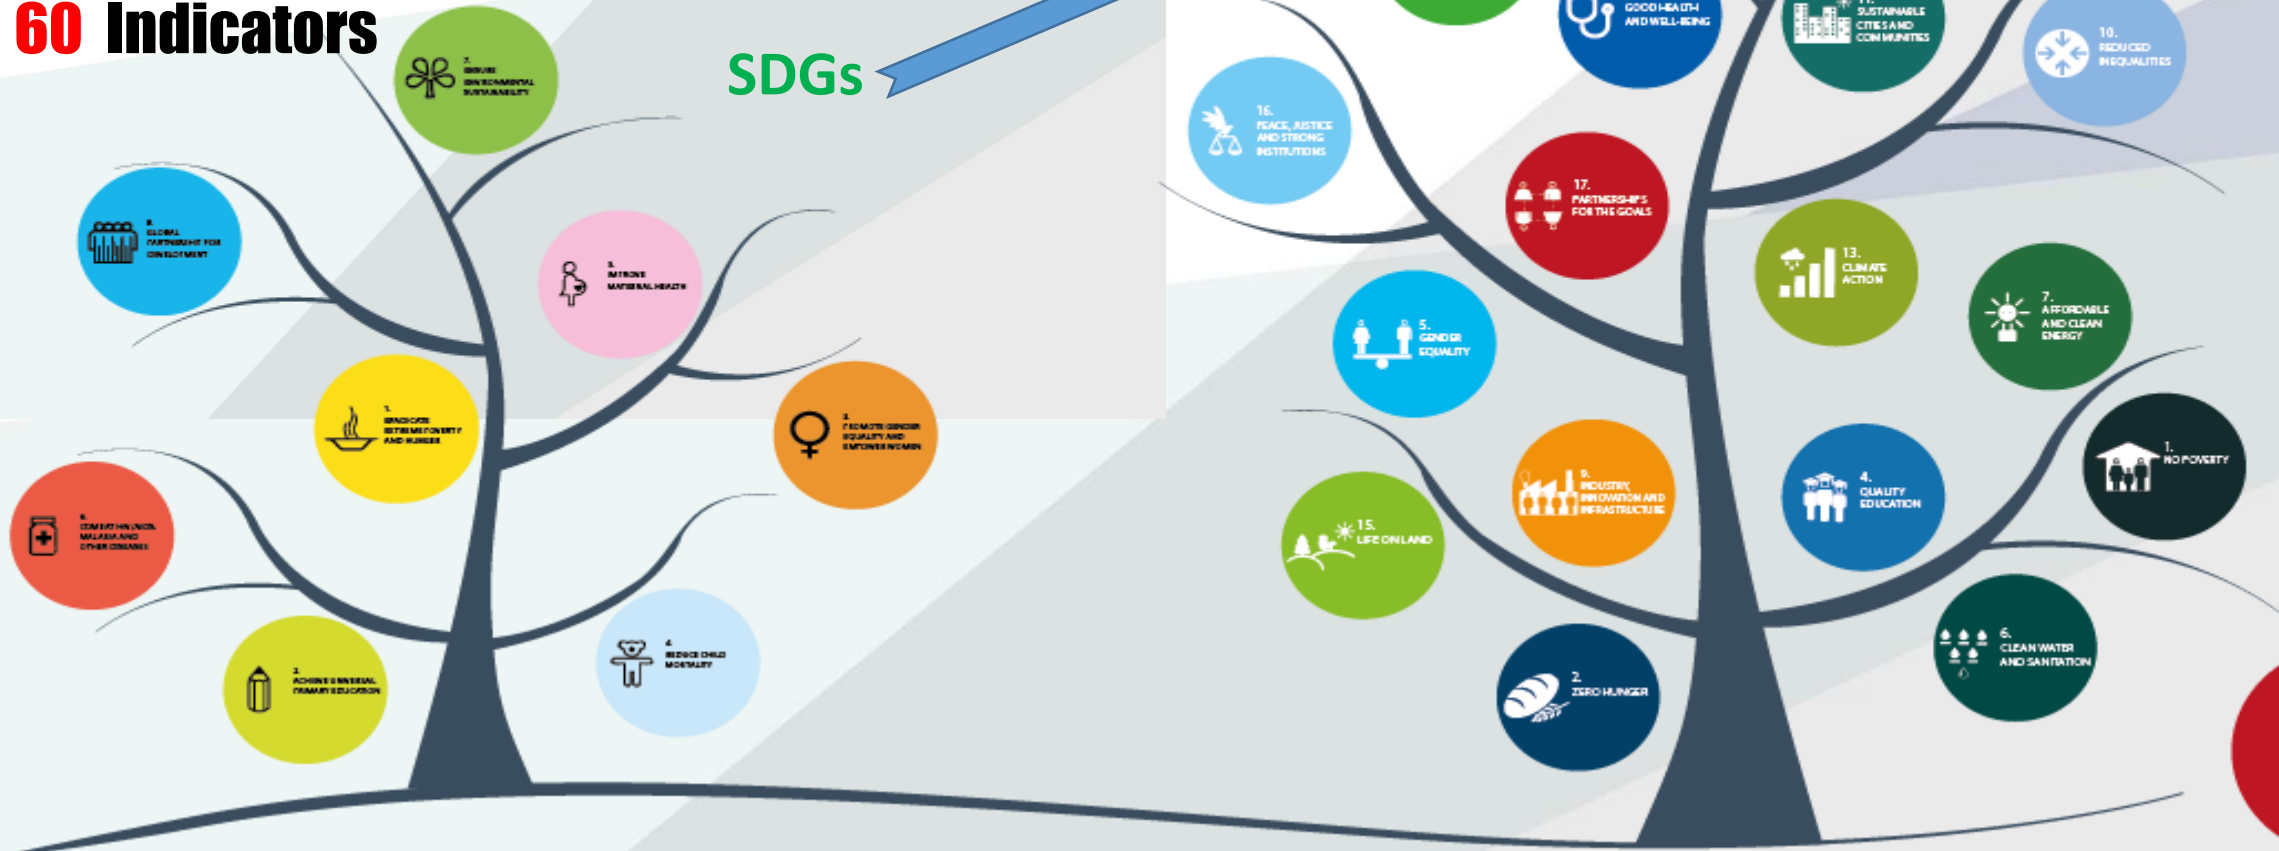 60 Indicators
SDGs
7.
ENSURE
ENVIRONMENTAL
SUSTAINABILITY
8.
GLOBAL
PARTNERSHIP FOR
DEVELOPMENT
5.
IMPROVE
MATERNAL HEALTH
1.
ERADICATE
EXTREME POVERTY
AND HUNGER
3.
PROMOTE GENDER
EQUALITY AND
EMPOWER WOMEN
6.
COMBAT HIV/AIDS,
MALARIA AND
OTHER DISEASES
2.
ACHIEVE UNIVERSAL
PRIMARY EDUCATION
4.
REDUCE CHILD
MORTALITY
GOOD HEALTH
AND WELL-BEING
11.
SUSTAINABLE
CITIES AND
COMMUNITIES
10.
REDUCED
INEQUALITIES
16.
PEACE, JUSTICE
AND STRONG
INSTITUTIONS
17.
PARTNERSHIPS
FOR THE GOALS
13.
CLIMATE
ACTION
7.
AFFORDABLE
AND CLEAN
ENERGY
5.
GENDER
EQUALITY
1.
NO POVERTY
9.
INDUSTRY,
INNOVATION AND
INFRASTRUCTURE
4.
QUALITY
EDUCATION
15.
LIFE ON LAND
6.
CLEAN WATER
AND SANITATION
2.
ZERO HUNGER